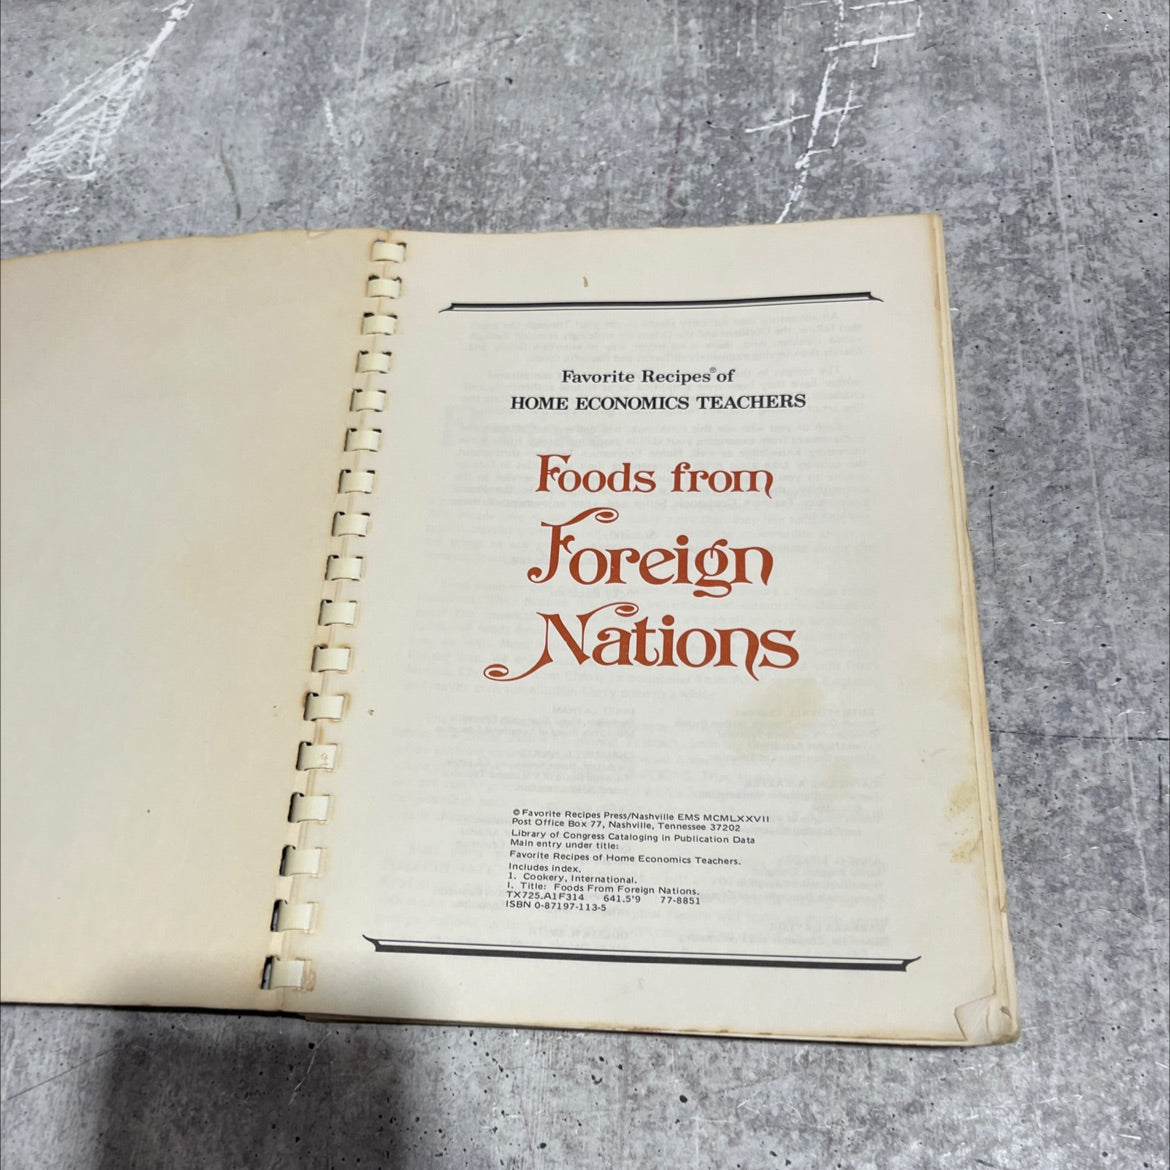 Favorite Recipes® of
HOME ECONOMICS TEACHERS
Foods from
Foreign
Nations
© Favorite Recipes Press/Nashville EMS MCMLXXVII
Post Office Box 77, Nashville, Tennessee 37202
Library of Congress Cataloging in Publication Data
Main entry under title:
Favorite Recipes of Home Economics Teachers.
Includes index.
1. Cookery, International.
I. Title: Foods From Foreign Nations.
TX725.A1F314 641.5'9 77-8851
ISBN 0-87197-113-5